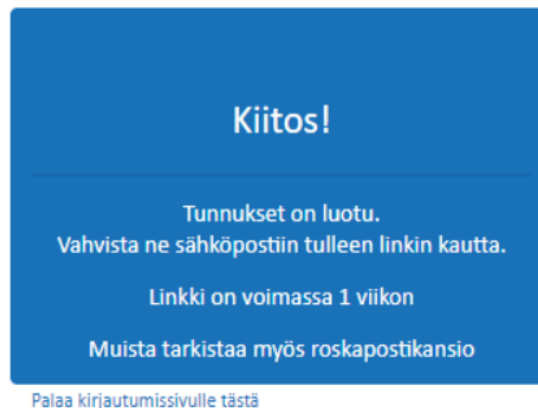 Kiitos!
Tunnukset on luotu.
Vahvista ne sähköpostiin tulleen linkin kautta.
Linkki on voimassa 1 viikon
Muista tarkistaa myös roskapostikansio
Palaa kirjautumissivulle tästä